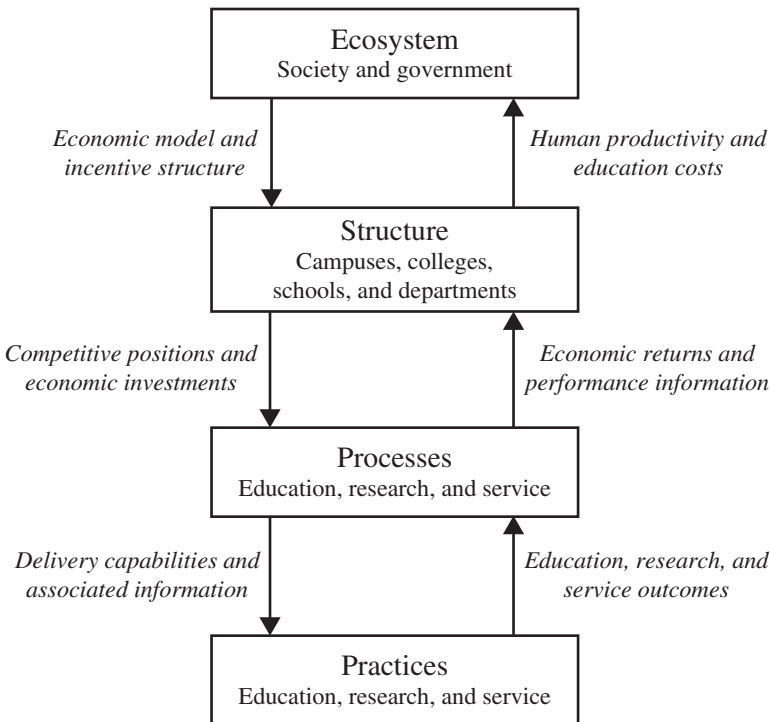 Ecosystem
Society and government
Economic model and
incentive structure
Human productivity and
education costs
Structure
Campuses, colleges,
schools, and departments
Competitive positions and
economic investments
Economic returns and
performance information
Processes
Education, research, and service
Delivery capabilities and
associated information
Education, research, and
service outcomes
Practices
Education, research, and service